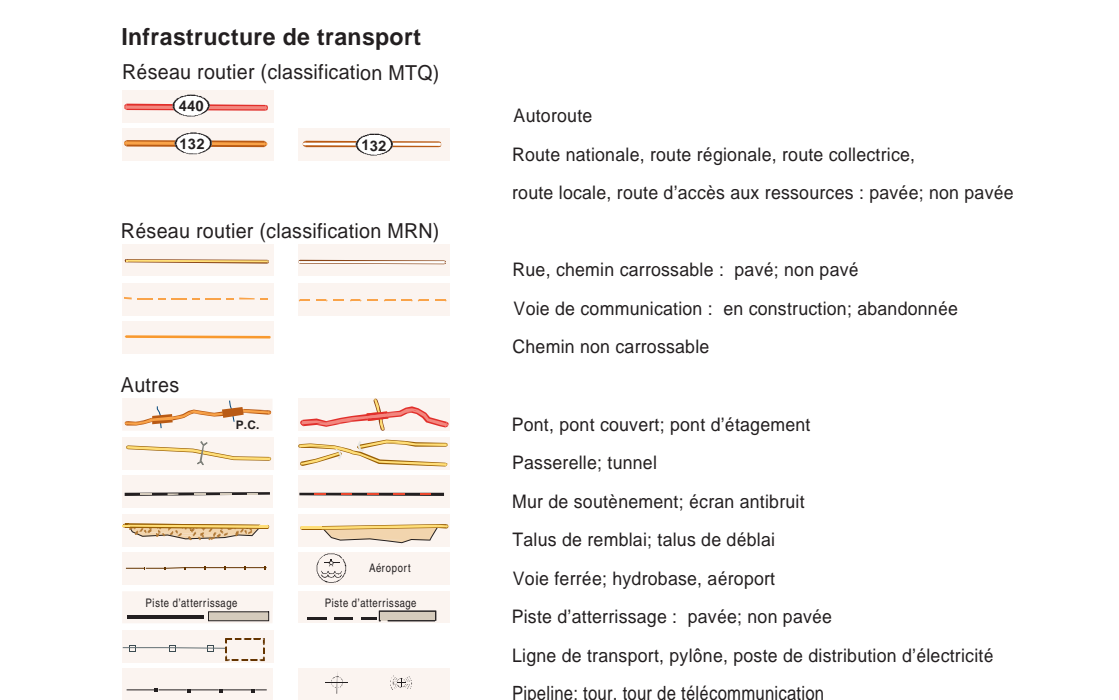 Infrastructure de transport
Réseau routier (classification MTQ)
440
Autoroute
132
132
Route nationale, route régionale, route collectrice,
route locale, route d'accès aux ressources : pavée; non pavée
Réseau routier (classification MRN)
Rue, chemin carrossable : pavé; non pavé
Voie de communication : en construction; abandonnée
Chemin non carrossable
Autres
P.C.
Pont, pont couvert; pont d'étagement
Passerelle; tunnel
Mur de soutènement; écran antibruit
Talus de remblai; talus de déblai
Aéroport
Voie ferrée; hydrobase, aéroport
Piste d'atterrissage
Piste d'atterrissage
Piste d'atterrissage : pavée; non pavée
Ligne de transport, pylône, poste de distribution d'électricité
Pipeline; tour, tour de télécommunication